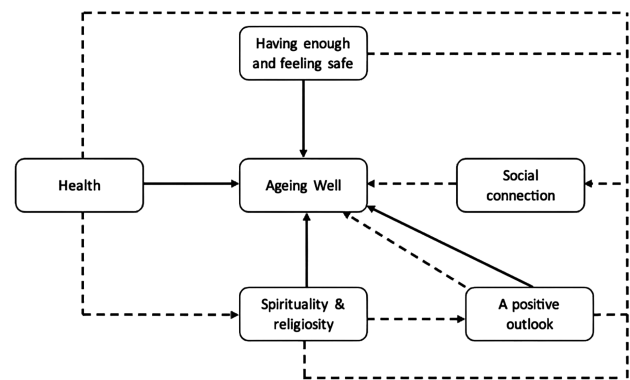 Having enough
and feeling safe
Health
Ageing Well
Social
connection
Spirituality &
religiosity
A positive
outlook